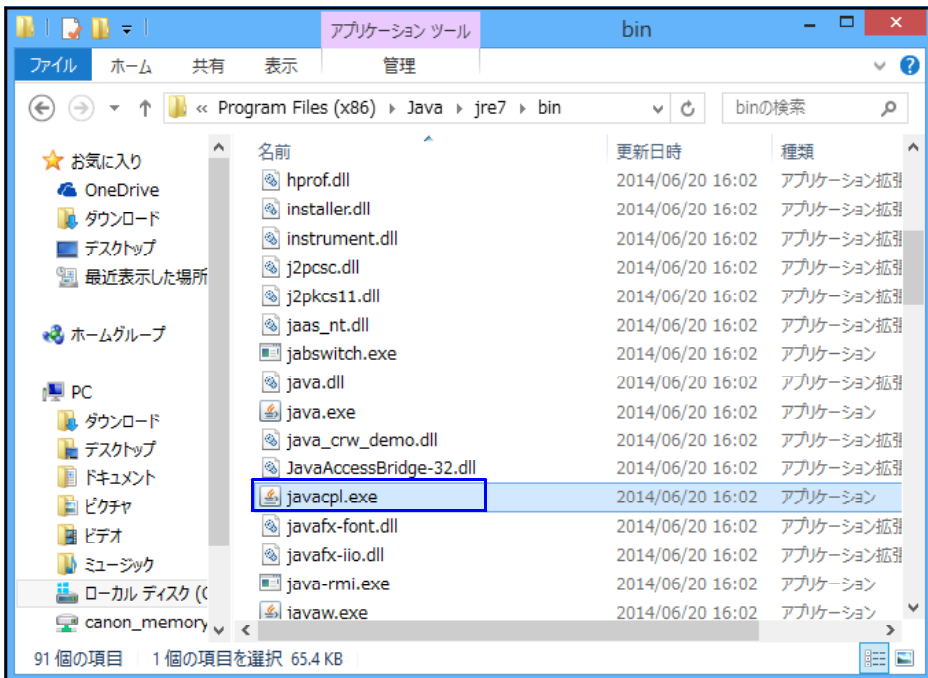 アプリケーション ツール
bin
ファイル ホーム 共有 表示 管理
« Program Files (x86) Java jre7 bin
binの検索
お気に入り
OneDrive
ダウンロード
デスクトップ
最近表示した場所
ホームグループ
PC
ダウンロード
デスクトップ
ドキュメント
ピクチャ
ビデオ
ミュージック
ローカル ディスク (C
canon_memory
名前 更新日時 種類
hprof.dll 2014/06/20 16:02 アプリケーション拡張
installer.dll 2014/06/20 16:02 アプリケーション拡張
instrument.dll 2014/06/20 16:02 アプリケーション拡張
j2pcsc.dll 2014/06/20 16:02 アプリケーション拡張
j2pkcs11.dll 2014/06/20 16:02 アプリケーション拡張
jaas_nt.dll 2014/06/20 16:02 アプリケーション拡張
jabswitch.exe 2014/06/20 16:02 アプリケーション
java.dll 2014/06/20 16:02 アプリケーション拡張
java.exe 2014/06/20 16:02 アプリケーション
java_crw_demo.dll 2014/06/20 16:02 アプリケーション拡張
JavaAccessBridge-32.dll 2014/06/20 16:02 アプリケーション拡張
javacpl.exe 2014/06/20 16:02 アプリケーション
javafx-font.dll 2014/06/20 16:02 アプリケーション拡張
javafx-iio.dll 2014/06/20 16:02 アプリケーション拡張
java-rmi.exe 2014/06/20 16:02 アプリケーション
javaw.exe 2014/06/20 16:02 アプリケーション
91 個の項目 1 個の項目を選択 65.4 KB